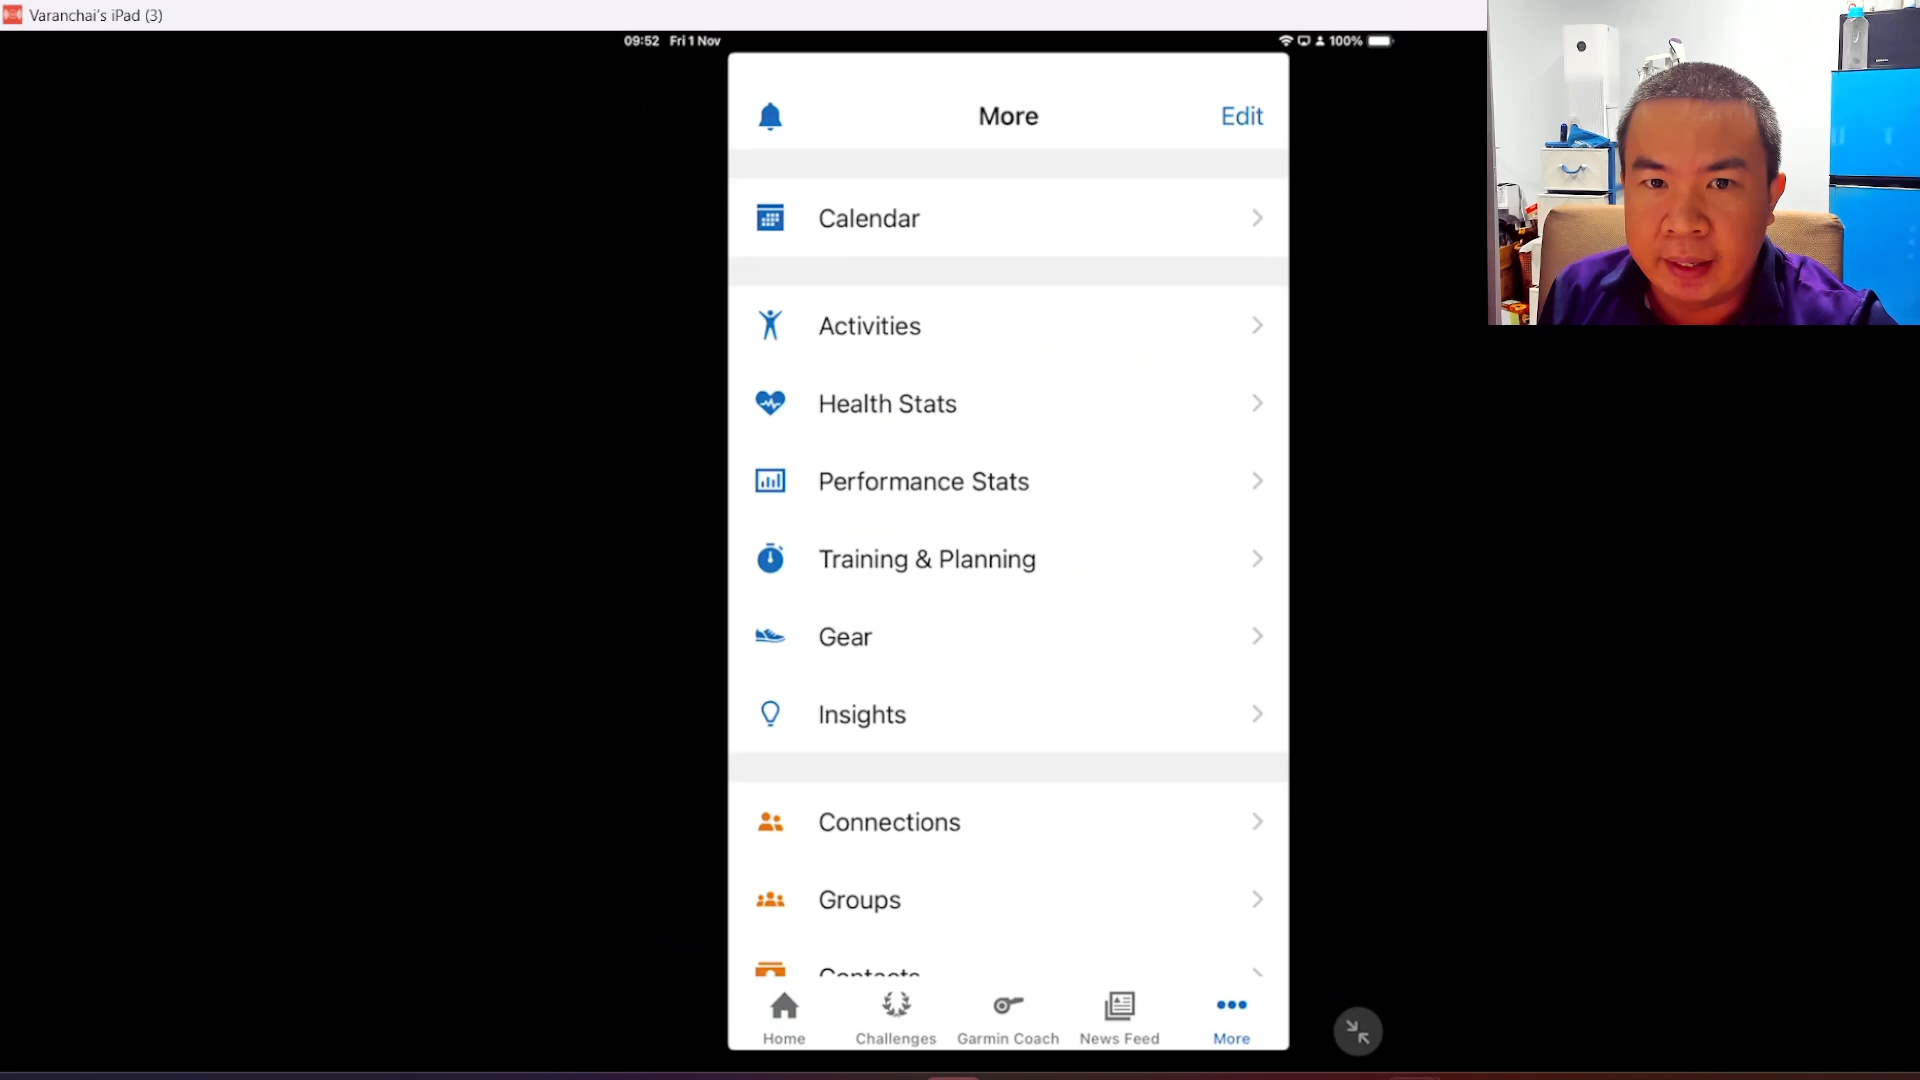 Varanchai's iPad (3)
09:52 Fri 1 Nov
100%
More
Edit
Calendar
Activities
Health Stats
Performance Stats
Training & Planning
Gear
Insights
Connections
Groups
Contacts
Home
Challenges
Garmin Coach
News Feed
More